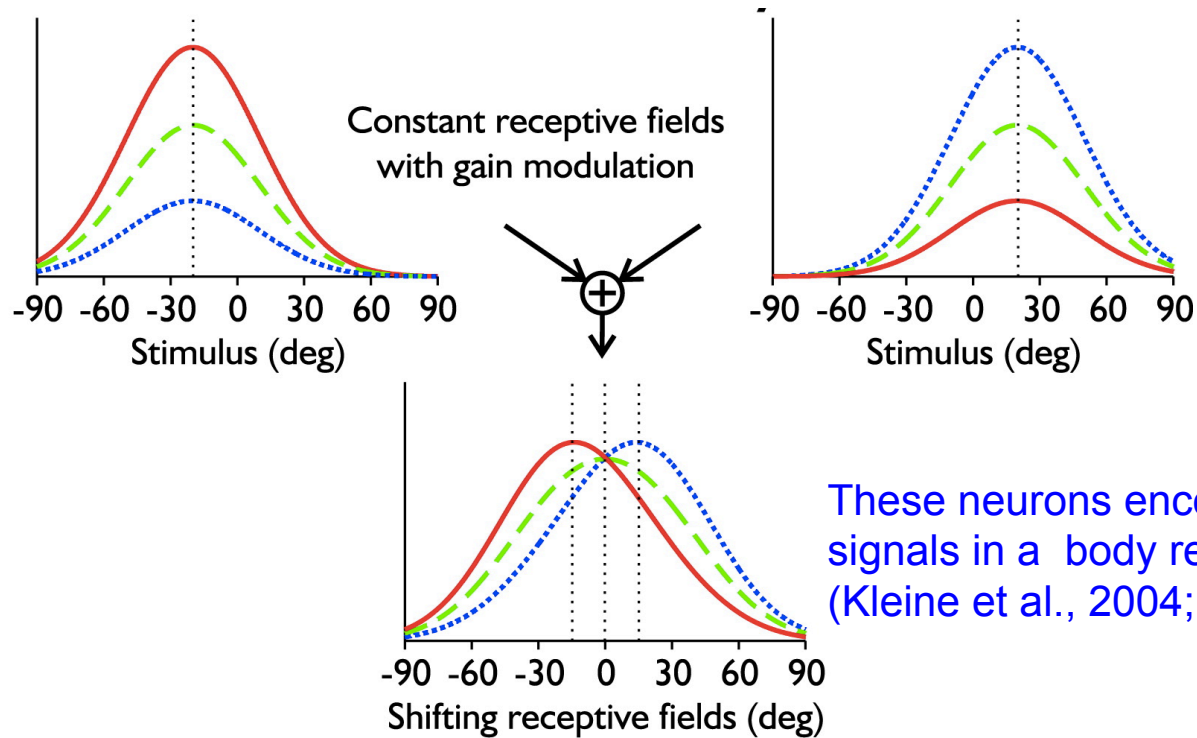 Constant receptive fields
with gain modulation
-90 -60 -30 0 30 60 90
Stimulus (deg)
-90 -60 -30 0 30 60 90
Stimulus (deg)
These neurons
signals in a body
(Kleine et al., 2004;
-90 -60 -30 0 30 60 90
Shifting receptive fields (deg)